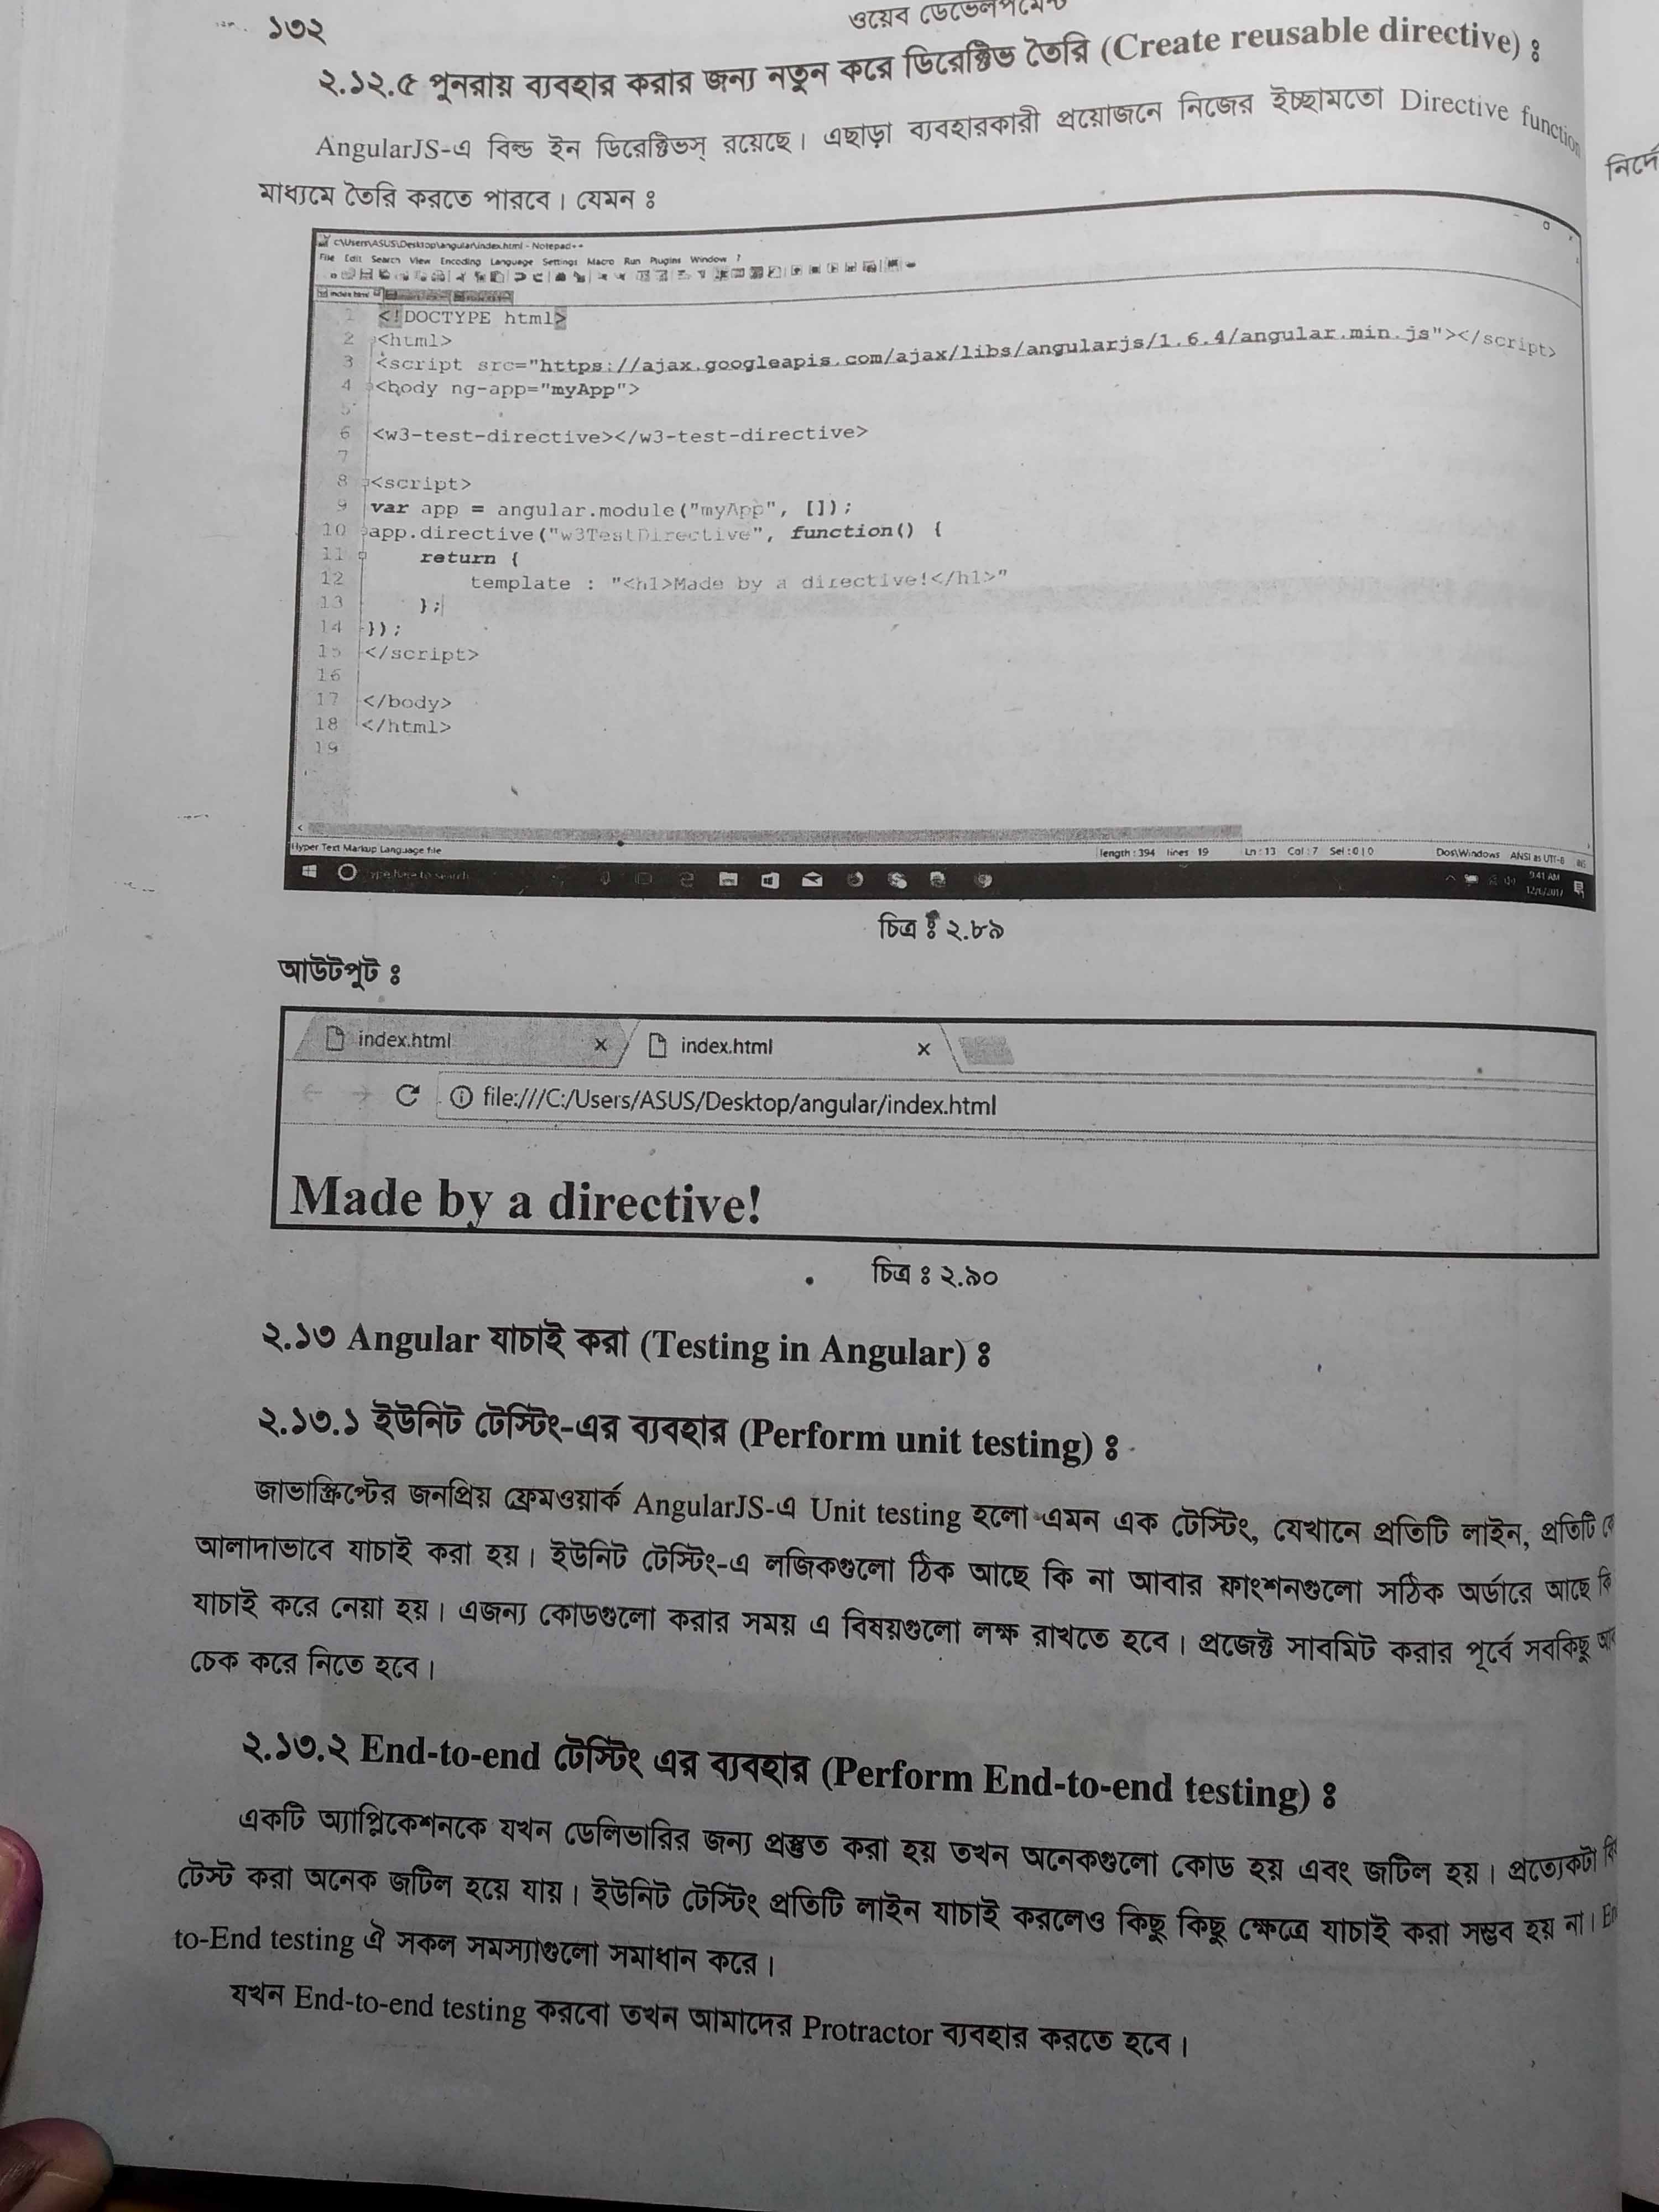 ১৩২
ওয়েব ডেভেলপমেন্ট
২.১২.৫ পুনরায় ব্যবহার করার জন্য নতুন করে ডিরেক্টিভ তৈরি (Create reusable directive) ঃ
AngularJS-এ বিল্ড ইন ডিরেক্টিভস্ রয়েছে। এছাড়া ব্যবহারকারী প্রয়োজনে নিজের ইচ্ছামতো Directive function
মাধ্যমে তৈরি করতে পারবে। যেমন ঃ
C:\Users\ASUS\Desktop\angular\index.html - Notepad++
File Edit Search View Encoding Language Settings Macro Run Plugins Window ?
index.html
1 <!DOCTYPE html>
2 <html>
3 <script src="https://ajax.googleapis.com/ajax/libs/angularjs/1.6.4/angular.min.js"></script>
4 <body ng-app="myApp">
5
6 <w3-test-directive></w3-test-directive>
7
8 <script>
9 var app = angular.module("myApp", []);
10 app.directive("w3TestDirective", function() {
11 return {
12 template : "<h1>Made by a directive!</h1>"
13 };
14 });
15 </script>
16
17 </body>
18 </html>
19
Hyper Text Markup Language file length : 394 lines : 19 Ln : 13 Col : 7 Sel : 0 | 0 Dos\Windows ANSI as UTF-8 INS
Type here to search 9:41 AM
চিত্র ঃ ২.৮৯
আউটপুট ঃ
index.html index.html
file:///C:/Users/ASUS/Desktop/angular/index.html
Made by a directive!
চিত্র ঃ ২.৯০
২.১৩ Angular যাচাই করা (Testing in Angular) ঃ
২.১৩.১ ইউনিট টেস্টিং-এর ব্যবহার (Perform unit testing) ঃ
জাভাস্ক্রিপ্টের জনপ্রিয় ফ্রেমওয়ার্ক AngularJS-এ Unit testing হলো এমন এক টেস্টিং, যেখানে প্রতিটি লাইন, প্রতিটি
আলাদাভাবে যাচাই করা হয়। ইউনিট টেস্টিং-এ লজিকগুলো ঠিক আছে কি না আবার ফাংশনগুলো সঠিক অর্ডারে আছে কি
যাচাই করে নেয়া হয়। এজন্য কোডগুলো করার সময় এ বিষয়গুলো লক্ষ রাখতে হবে। প্রজেক্ট সাবমিট করার পূর্বে সবকিছু
চেক করে নিতে হবে।
২.১৩.২ End-to-end টেস্টিং এর ব্যবহার (Perform End-to-end testing) ঃ
একটি অ্যাপ্লিকেশনকে যখন ডেলিভারির জন্য প্রস্তুত করা হয় তখন অনেকগুলো কোড হয় এবং জটিল হয়। প্রত্যেকটা
টেস্ট করা অনেক জটিল হয়ে যায়। ইউনিট টেস্টিং প্রতিটি লাইন যাচাই করলেও কিছু কিছু ক্ষেত্রে যাচাই করা সম্ভব হয় না।
to-End testing ঐ সকল সমস্যাগুলো সমাধান করে।
যখন End-to-end testing করবো তখন আমাদের Protractor ব্যবহার করতে হবে।